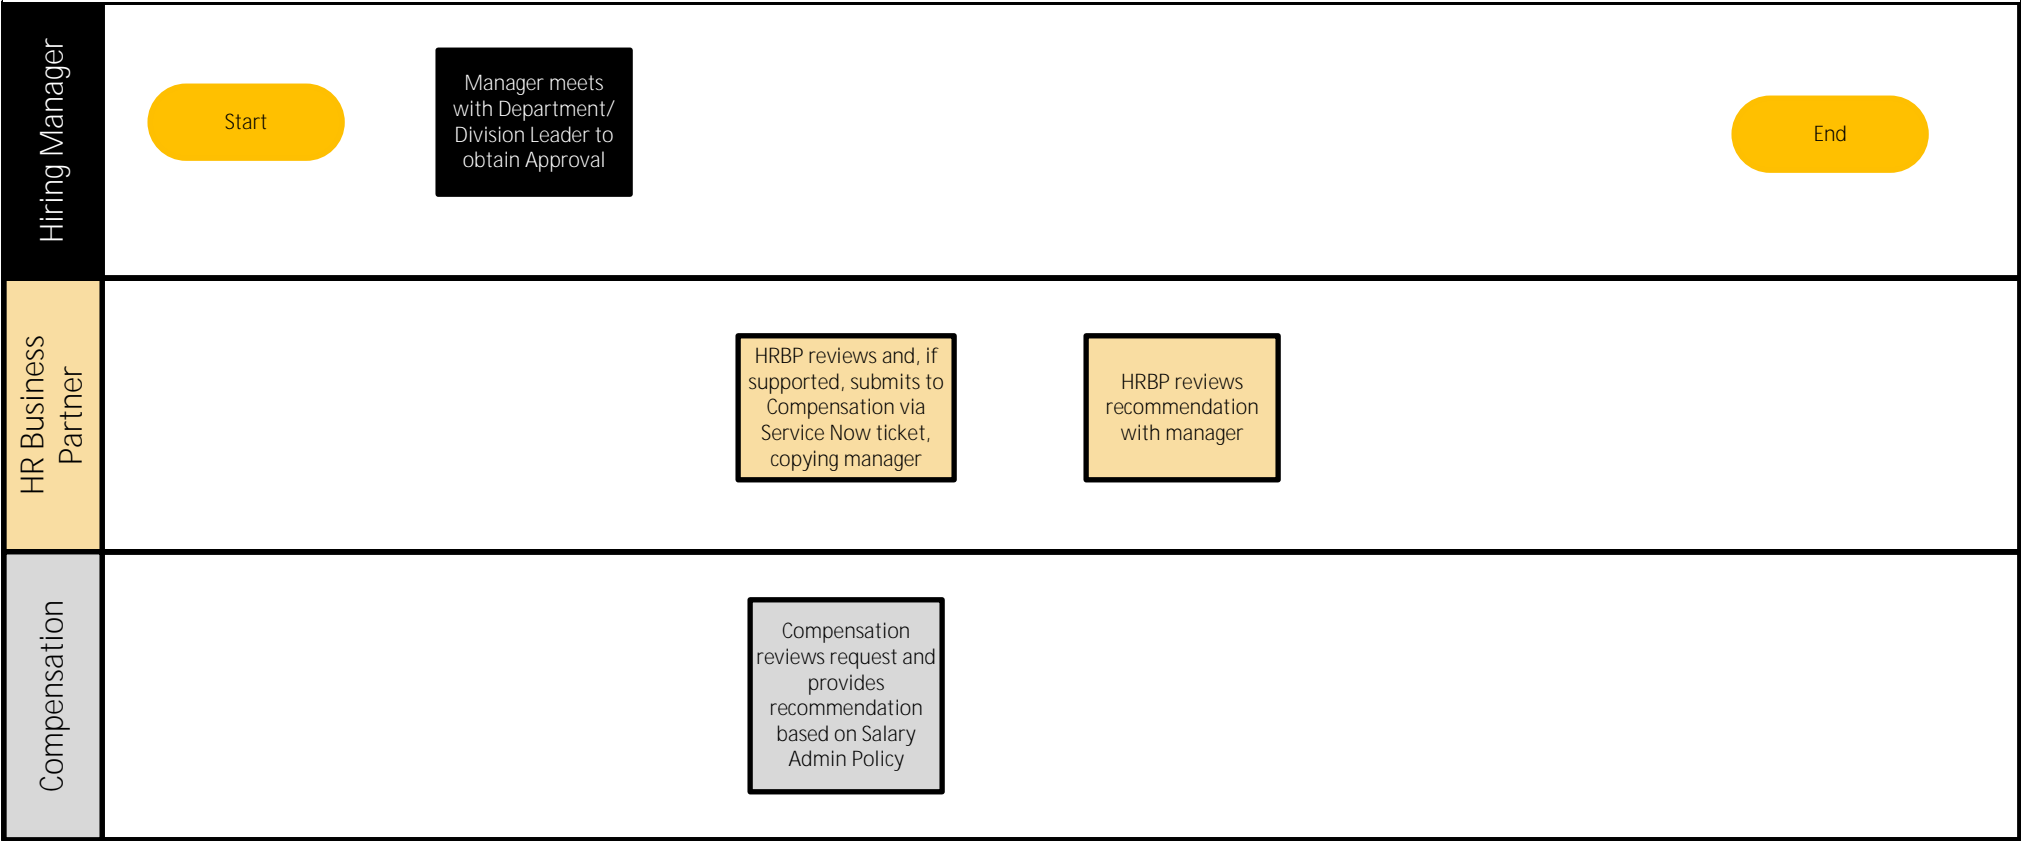 Hiring Manager
Start
Manager meets
with Department/
Division Leader to
obtain Approval
End
HR Business
Partner
HRBP reviews and, if
supported, submits to
Compensation via
Service Now ticket,
copying manager
HRBP reviews
recommendation
with manager
Compensation
Compensation
reviews request and
provides
recommendation
based on Salary
Admin Policy